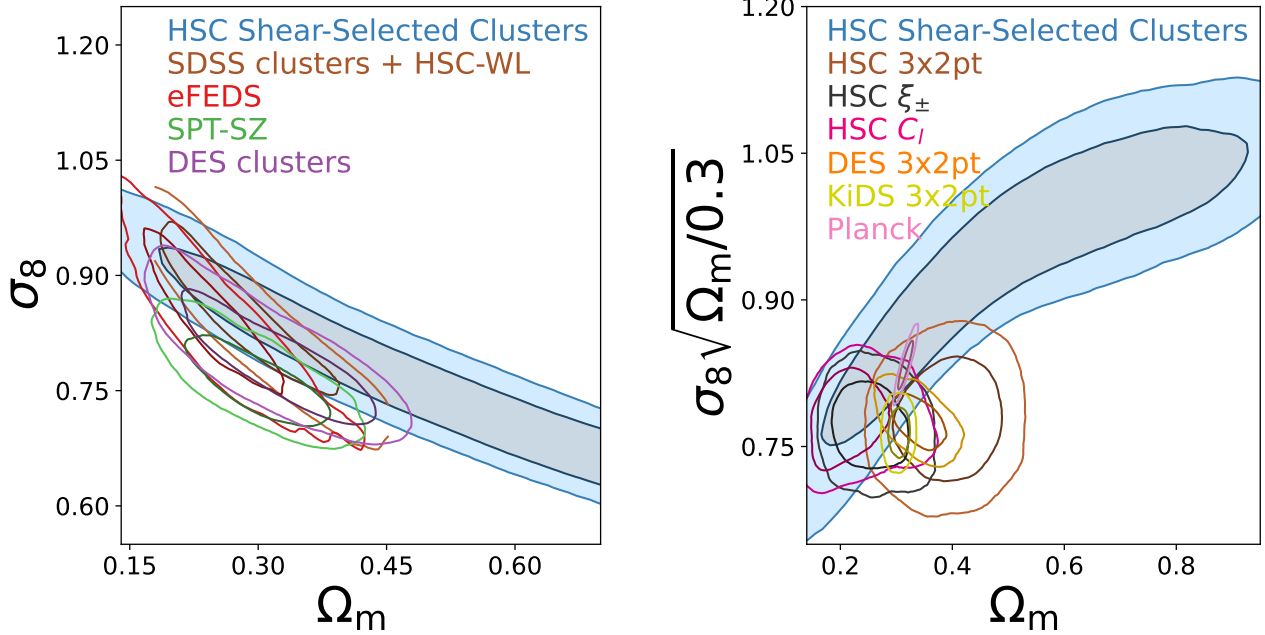 HSC Shear-Selected Clusters
SDSS clusters + HSC-WL
eFEDS
SPT-SZ
DES clusters
1.20
1.05
0.90
0.75
0.60
σ8
0.15 0.30 0.45 0.60
Ωm
HSC Shear-Selected Clusters
HSC 3x2pt
HSC ξ±
HSC Cl
DES 3x2pt
KiDS 3x2pt
Planck
1.20
1.05
0.90
0.75
σ8√Ωm/0.3
0.2 0.4 0.6 0.8
Ωm